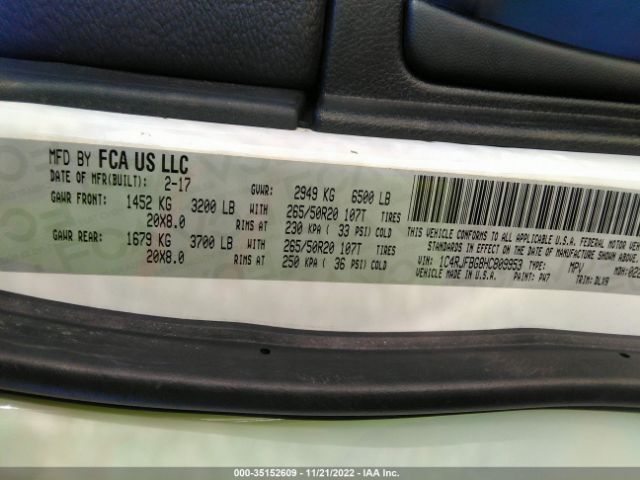 MFD BY FCA US LLC
DATE OF MFR(BUILT): 2-17 GVWR: 2949 KG 6500 LB
GAWR FRONT: 1452 KG 3200 LB WITH 265/50R20 107T TIRES
20X8.0 RIMS AT 230 KPA ( 33 PSI) COLD
GAWR REAR: 1679 KG 3700 LB WITH 265/50R20 107T TIRES
20X8.0 RIMS AT 250 KPA ( 36 PSI) COLD
THIS VEHICLE CONFORMS TO ALL APPLICABLE U.S.A. FEDERAL MOTOR
STANDARDS IN EFFECT ON THE DATE OF MANUFACTURE SHOWN
VIN: 1C4RJFBG8HC809953 TYPE: MPV MDH:
VEHICLE MADE IN U.S.A. PAINT: PW7 TRIM: DLX9
000-35152609 - 11/21/2022 - IAA Inc.